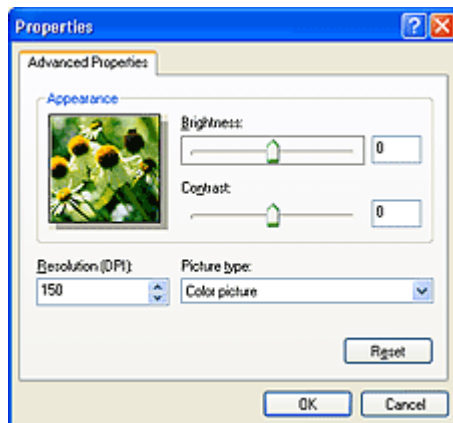 Properties
Advanced Properties
Appearance
Brightness:
0
Contrast:
0
Resolution (DPI):
150
Picture type:
Color picture
Reset
OK
Cancel